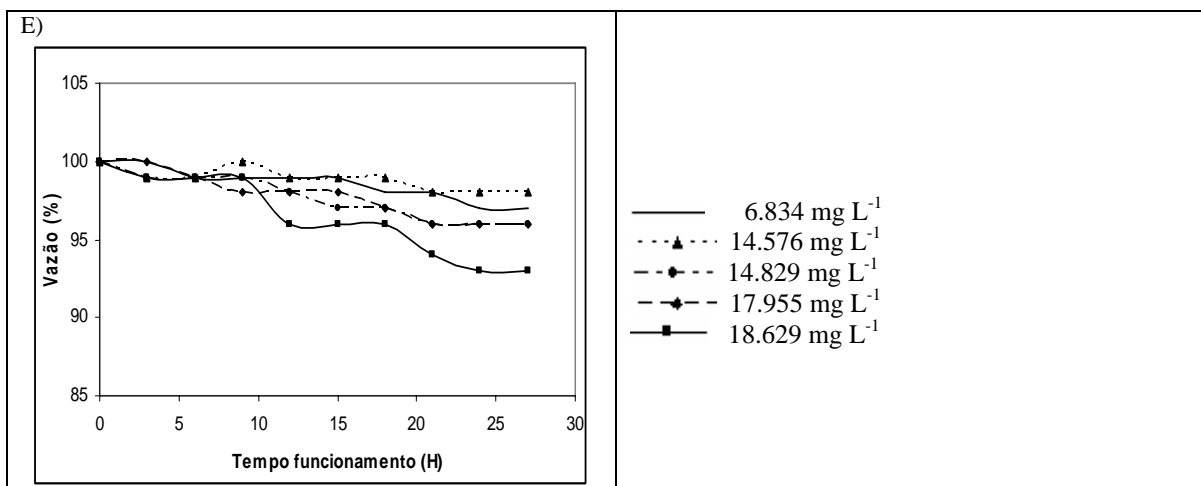 E)
105
100
95
90
85
Vazão (%)
0 5 10 15 20 25 30
Tempo funcionamento (H)
6.834 mg L⁻¹
14.576 mg L⁻¹
14.829 mg L⁻¹
17.955 mg L⁻¹
18.629 mg L⁻¹